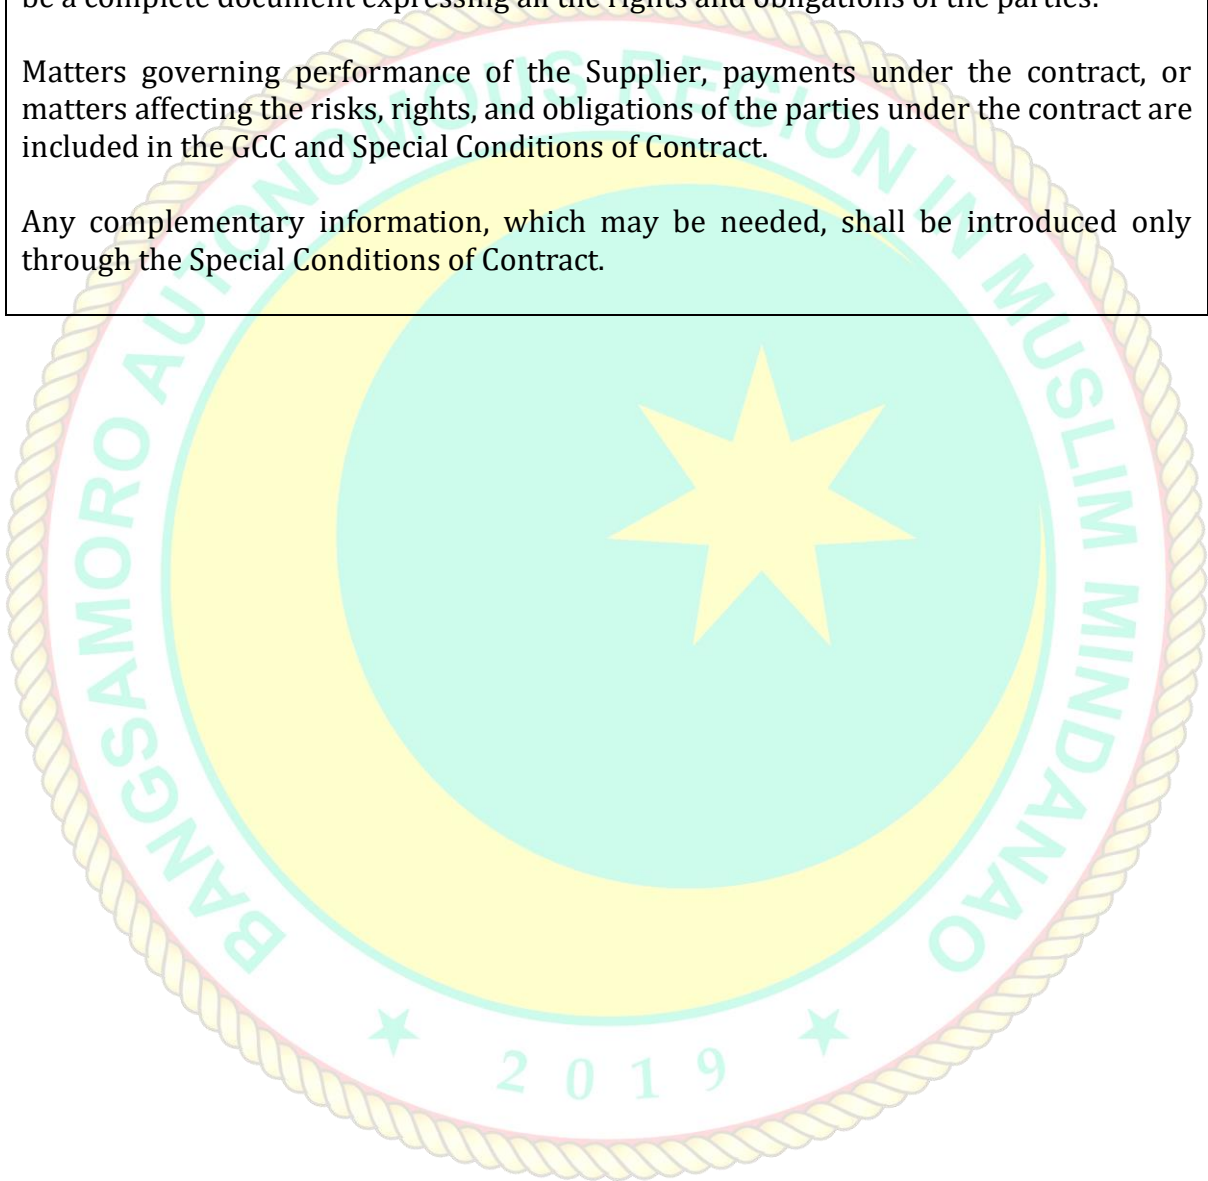 be a complete document expressing all the rights and obligations of the parties.
Matters governing performance of the Supplier, payments under the contract, or
matters affecting the risks, rights, and obligations of the parties under the contract are
included in the GCC and Special Conditions of Contract.
Any complementary information, which may be needed, shall be introduced only
through the Special Conditions of Contract.
BANGSAMORO AUTONOMOUS REGION IN MUSLIM MINDANAO
2019